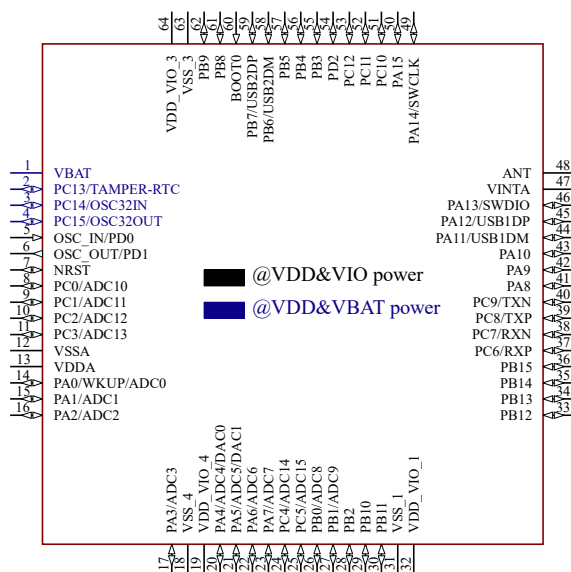 64 63 62 61 60 59 58 57 56 55 54 53 52 51 50 49
VDD_VIO_3
VSS_3
PB9
PB8
BOOT0
PB7/USB2DP
PB6/USB2DM
PB5
PB4
PB3
PD2
PC12
PC11
PC10
PA15
PA14/SWCLK
1 VBAT
2 PC13/TAMPER-RTC
3 PC14/OSC32IN
4 PC15/OSC32OUT
5 OSC_IN/PD0
6 OSC_OUT/PD1
7 NRST
8 PC0/ADC10
9 PC1/ADC11
10 PC2/ADC12
11 PC3/ADC13
12 VSSA
13 VDDA
14 PA0/WKUP/ADC0
15 PA1/ADC1
16 PA2/ADC2
@VDD&VIO power
@VDD&VBAT power
ANT 48
VINTA 47
PA13/SWDIO 46
PA12/USB1DP 45
PA11/USB1DM 44
PA10 43
PA9 42
PA8 41
PC9/TXN 40
PC8/TXP 39
PC7/RXN 38
PC6/RXP 37
PB15 36
PB14 35
PB13 34
PB12 33
PA3/ADC3
VSS_4
VDD_VIO_4
PA4/ADC4/DAC0
PA5/ADC5/DAC1
PA6/ADC6
PA7/ADC7
PC4/ADC14
PC5/ADC15
PB0/ADC8
PB1/ADC9
PB2
PB10
PB11
VSS_1
VDD_VIO_1
17 18 19 20 21 22 23 24 25 26 27 28 29 30 31 32